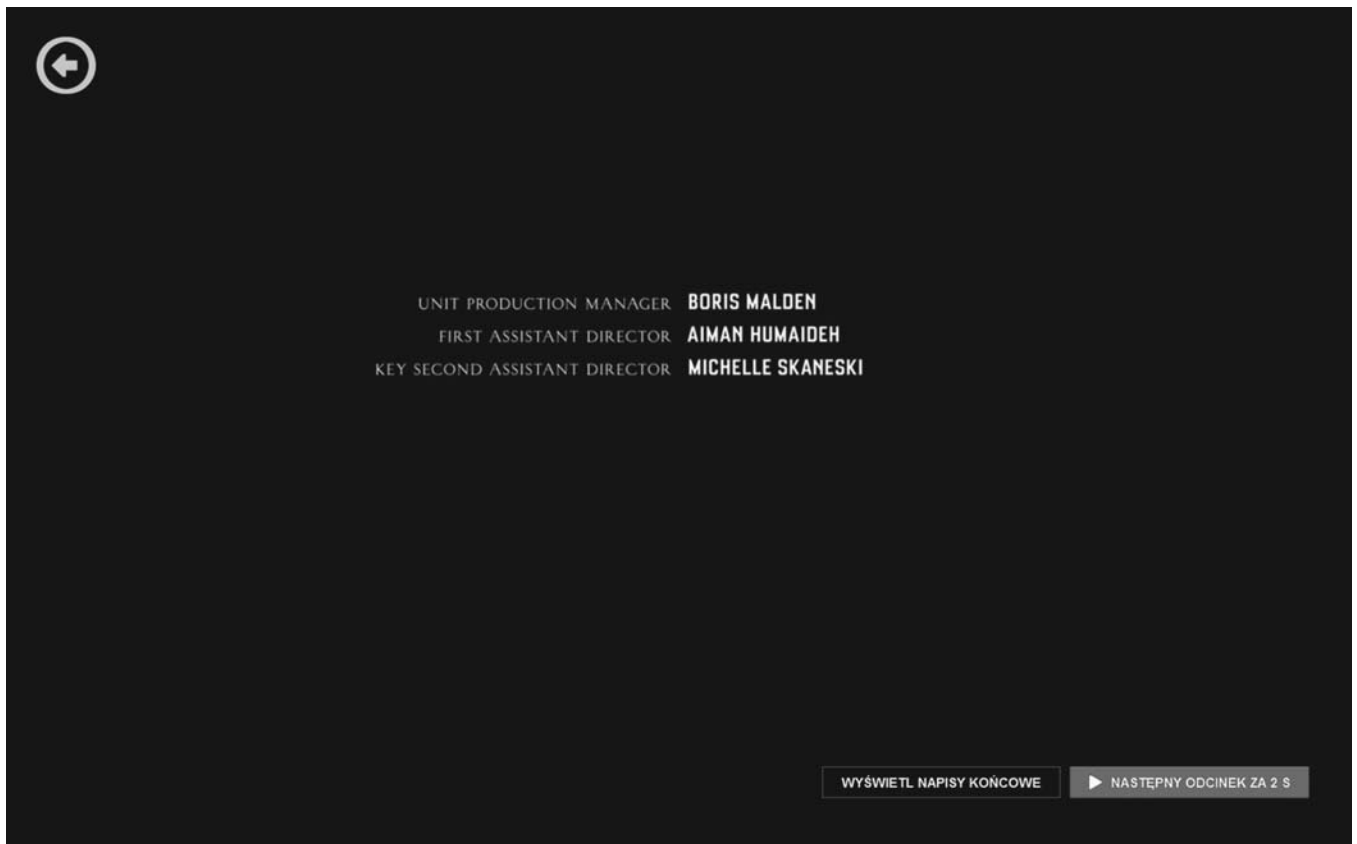 UNIT PRODUCTION MANAGER BORIS MALDEN
FIRST ASSISTANT DIRECTOR AIMAN HUMAIDEH
KEY SECOND ASSISTANT DIRECTOR MICHELLE SKANESKI
WYŚWIETL NAPISY KOŃCOWE NASTĘPNY ODCINEK ZA 2 S